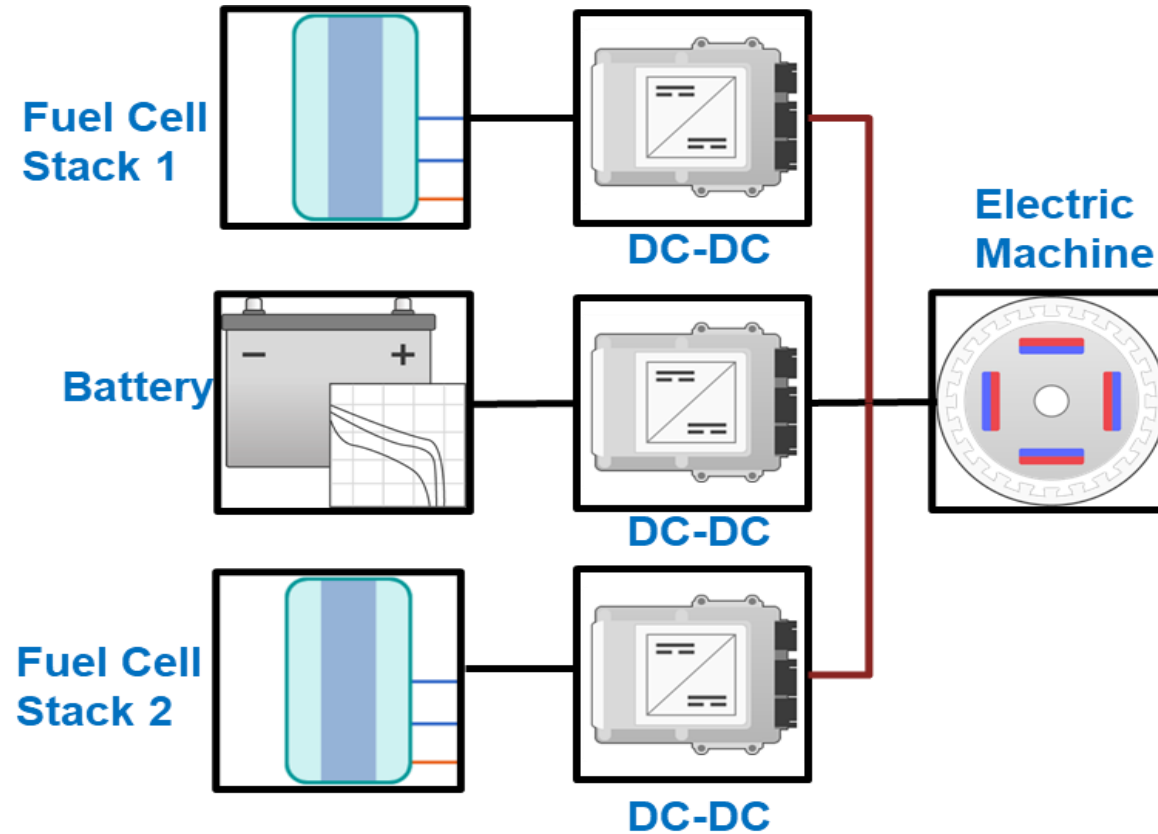 Fuel Cell
Stack 1
DC-DC
Electric
Machine
Battery
− +
DC-DC
Fuel Cell
Stack 2
DC-DC